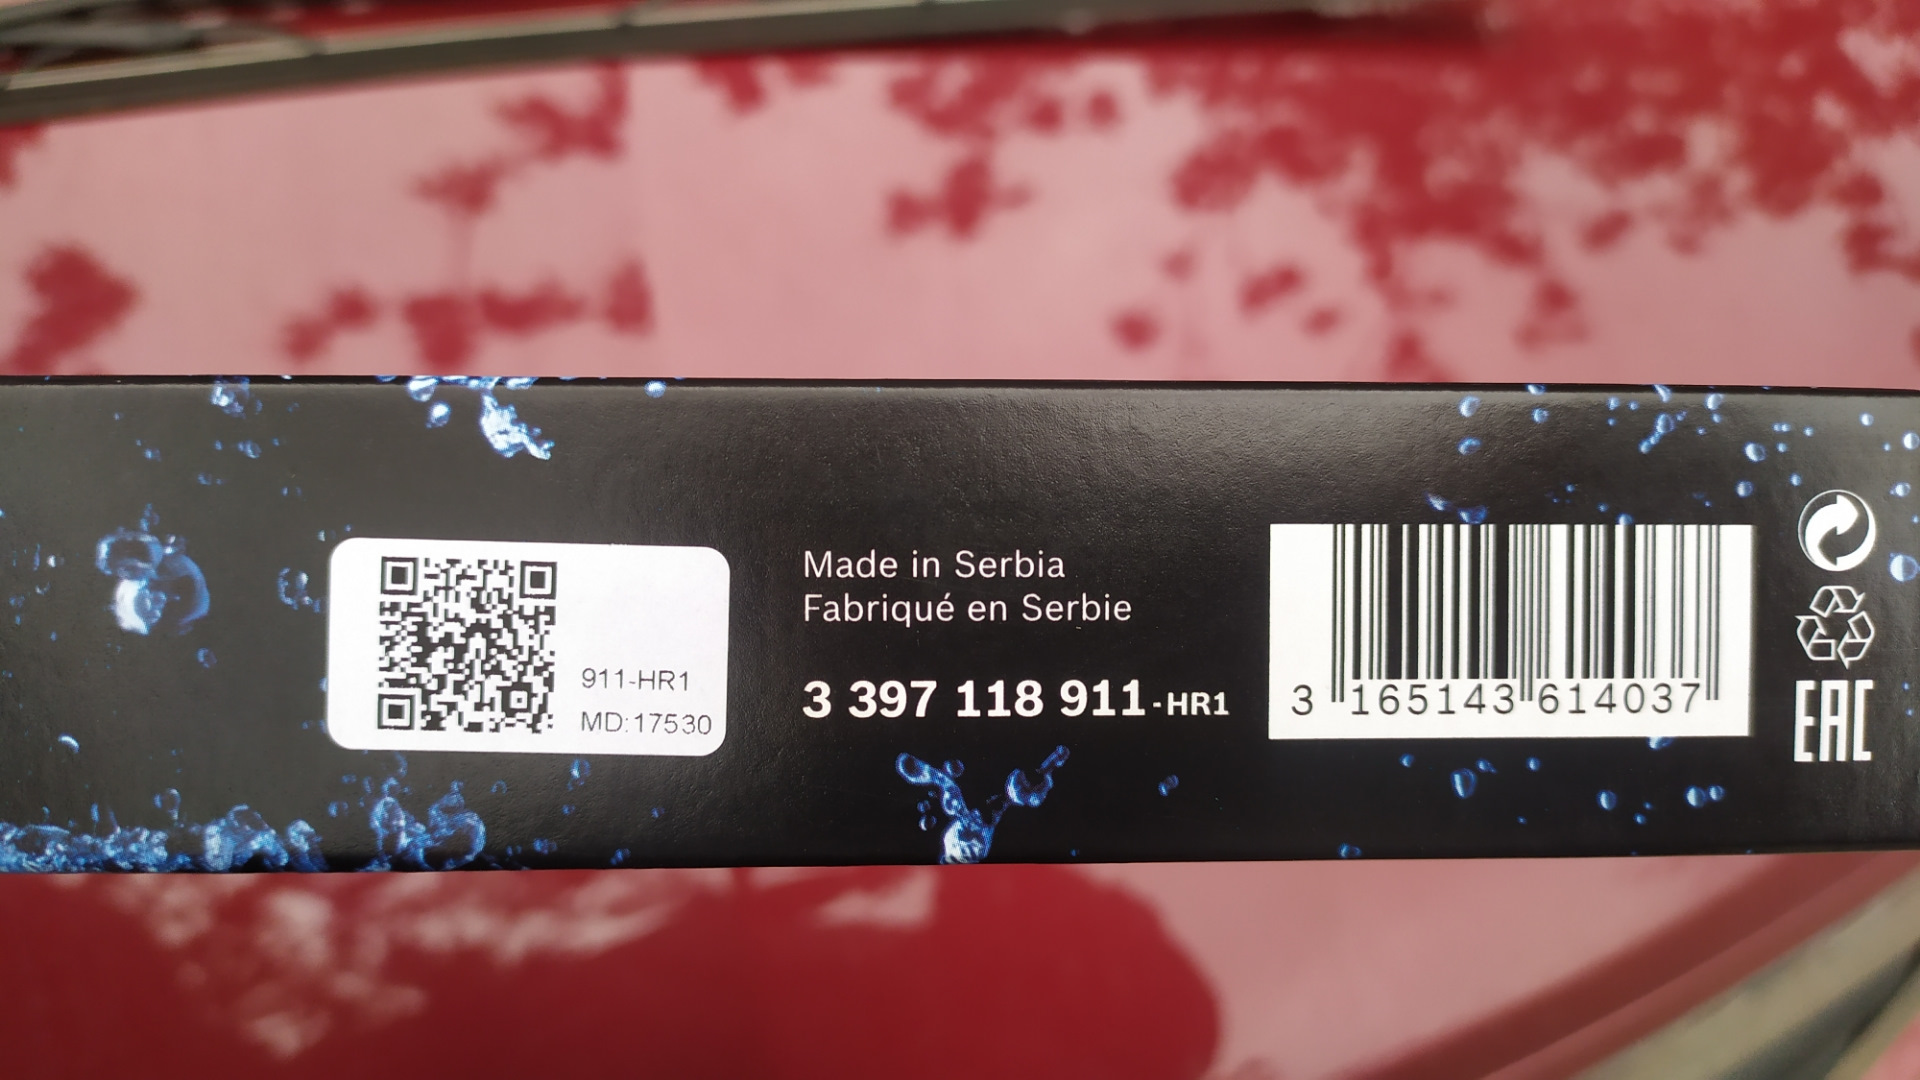 911-HR1
MD:17530
Made in Serbia
Fabriqué en Serbie
3 397 118 911-HR1
3 165143 614037
EAC